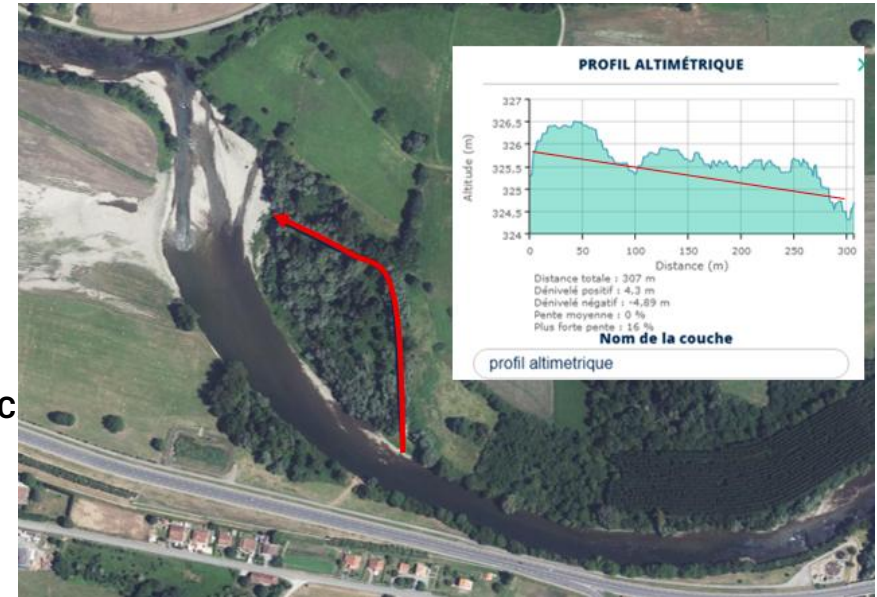 PROFIL ALTIMÉTRIQUE
327
326,5
326
325,5
325
324,5
324
Altitude (m)
0 50 100 150 200 250 300
Distance (m)
Distance totale : 307 m
Dénivelé positif : 4,3 m
Dénivelé négatif : -4,89 m
Pente moyenne : 0 %
Plus forte pente : 16 %
Nom de la couche
profil altimetrique
c